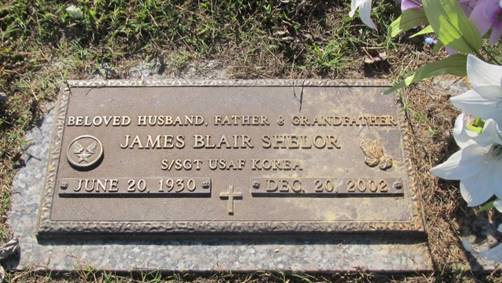 BELOVED HUSBAND, FATHER & GRANDFATHER
JAMES BLAIR SHELOR
S/SGT USAF KOREA
JUNE 20, 1930 DEC. 20, 2002